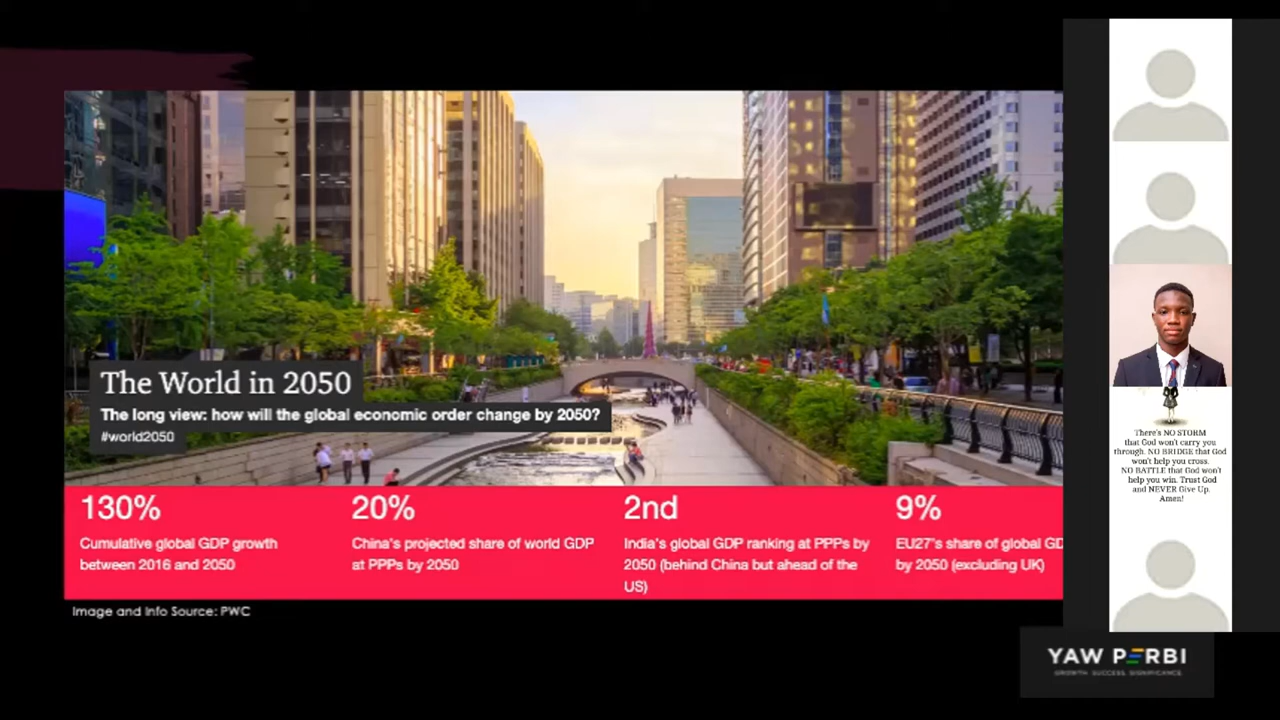 The World in 2050
The long view: how will the global economic order change by 2050?
#world2050
130%
Cumulative global GDP growth
between 2016 and 2050
20%
China's projected share of world GDP
at PPPs by 2050
2nd
India's global GDP ranking at PPPs by
2050 (behind China but ahead of the
US)
9%
EU27's share of global GD
by 2050 (excluding UK)
Image and Info Source: PWC
There's NO STORM
that God won't carry you
through. NO BRIDGE that God
won't help you cross.
NO BATTLE that God won't
help you win. Trust God
and NEVER Give Up.
Amen!
YAW PERBI
GROWTH. SUCCESS. SIGNIFICANCE.